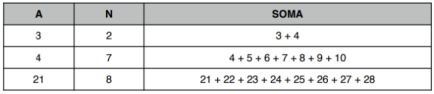 A N SOMA
3 2 3 + 4
4 7 4 + 5 + 6 + 7 + 8 + 9 + 10
21 8 21 + 22 + 23 + 24 + 25 + 26 + 27 + 28